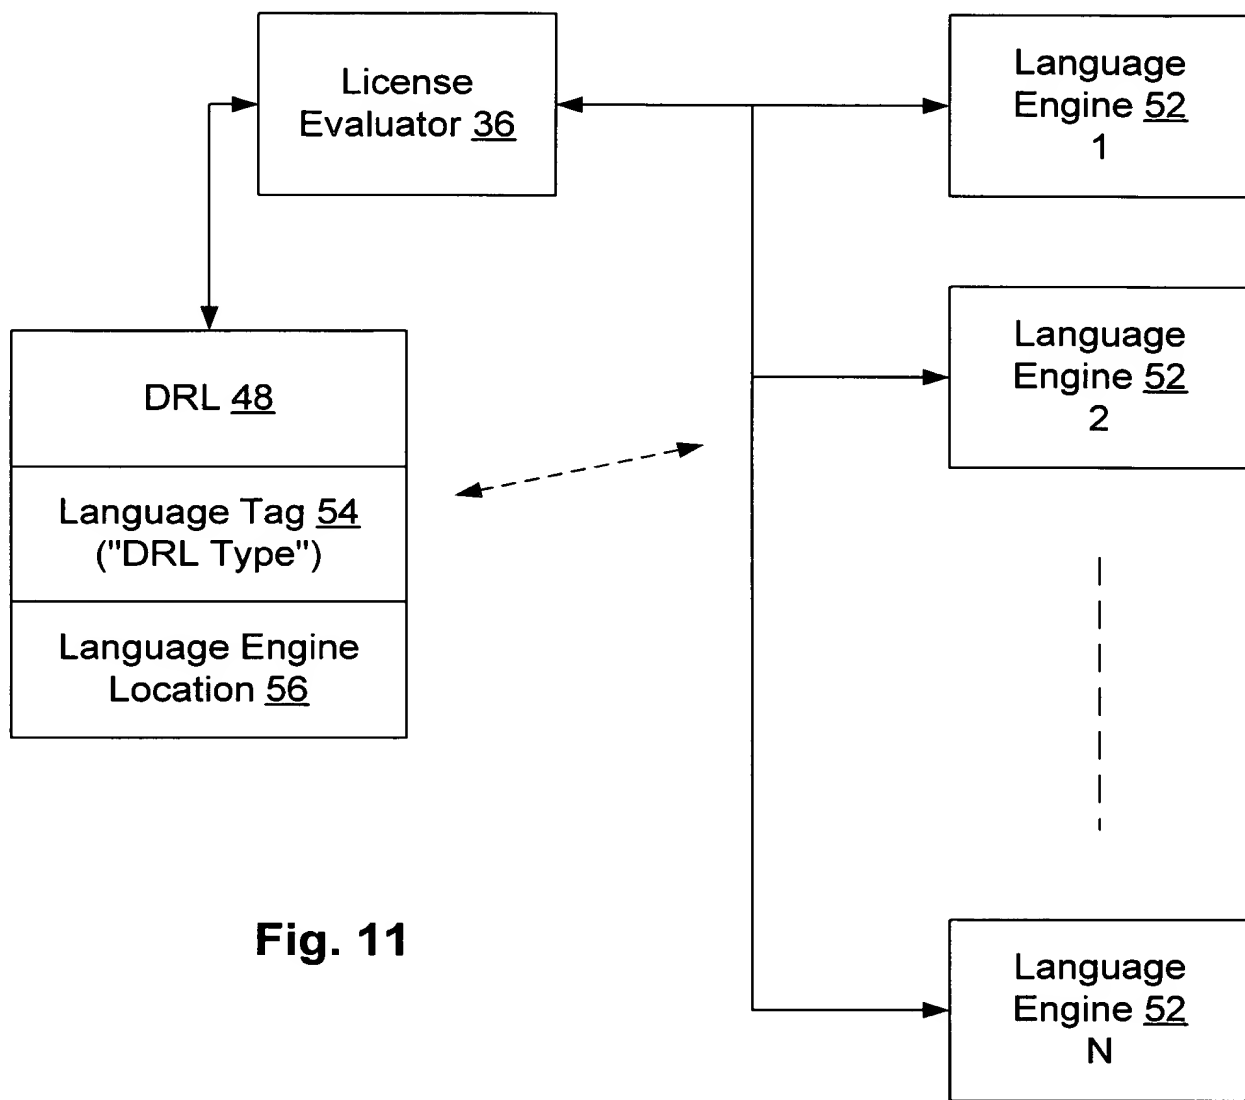 License
Evaluator 36
Language
Engine 52
1
Language
Engine 52
2
DRL 48
Language Tag 54
("DRL Type")
Language Engine
Location 56
Fig. 11
Language
Engine 52
N